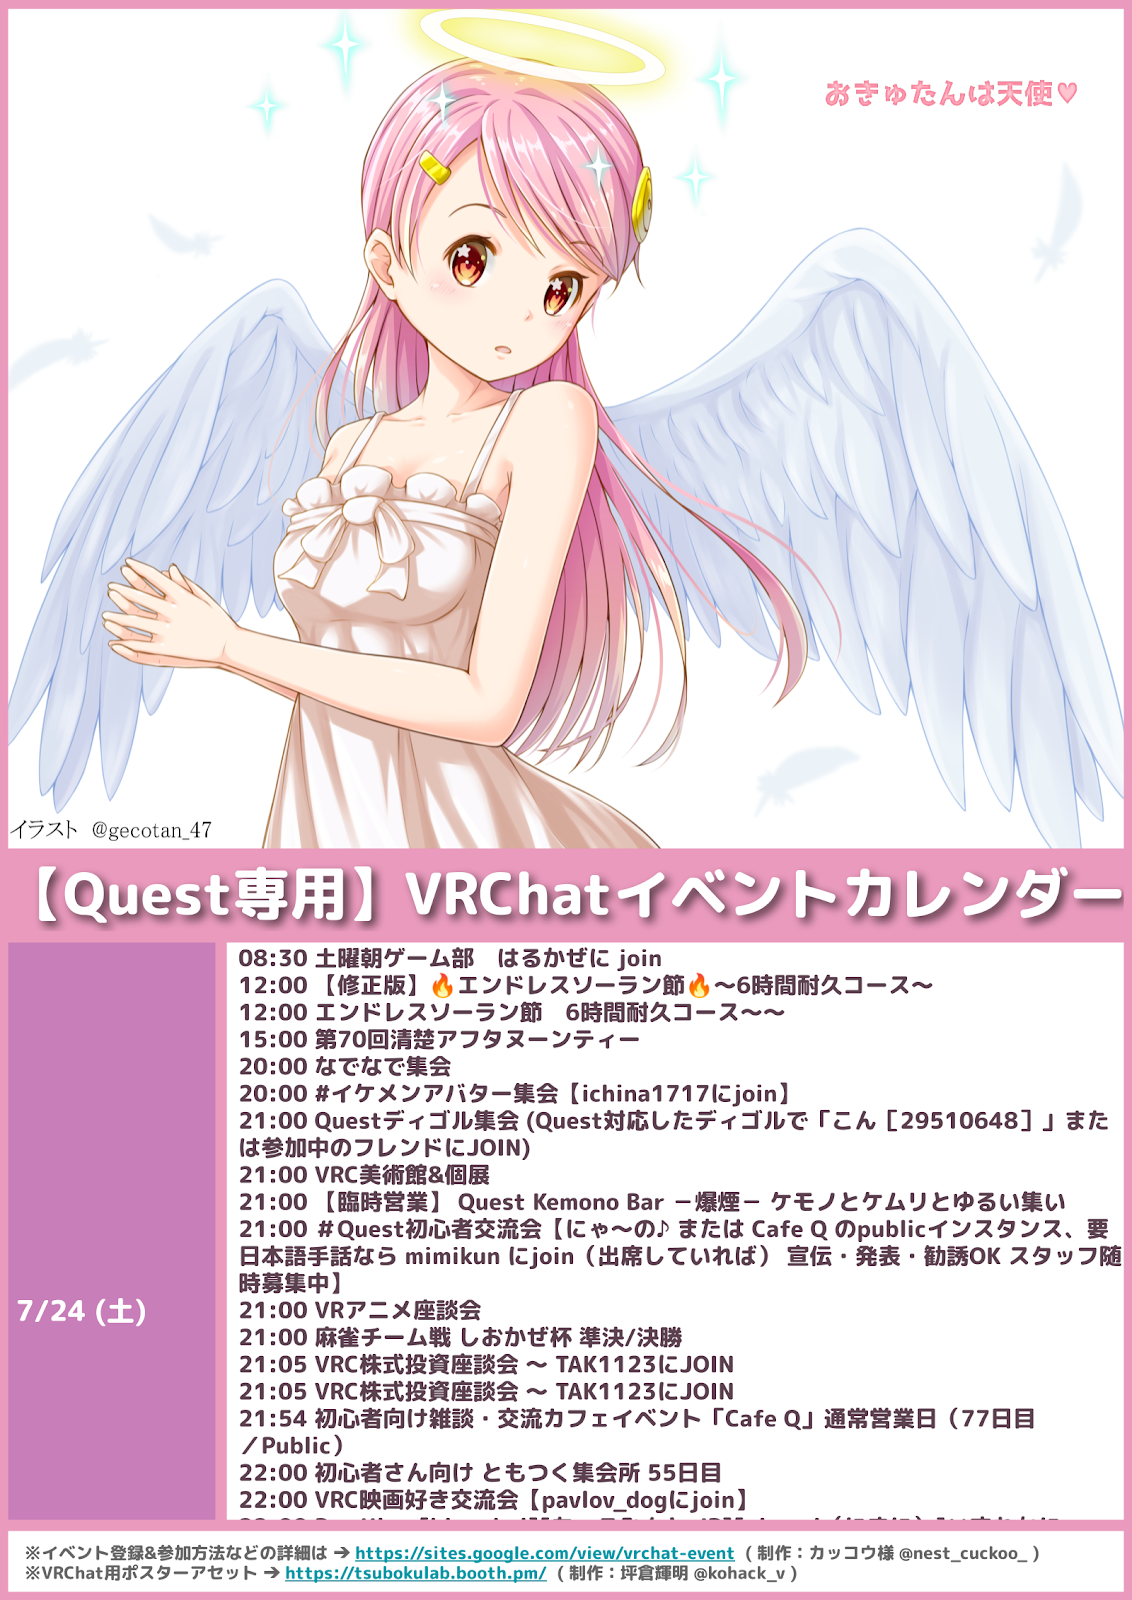 おきゅたんは天使♥
イラスト @gecotan_47
【Quest専用】VRChatイベントカレンダー
7/24 (土)
08:30 土曜朝ゲーム部　はるかぜに join
12:00 【修正版】🔥エンドレスソーラン節🔥〜6時間耐久コース〜
12:00 エンドレスソーラン節　6時間耐久コース〜〜
15:00 第70回清楚アフタヌーンティー
20:00 なでなで集会
20:00 #イケメンアバター集会【ichina1717にjoin】
21:00 Questディゴル集会 (Quest対応したディゴルで「こん［29510648］」また
は参加中のフレンドにJOIN)
21:00 VRC美術館&個展
21:00 【臨時営業】 Quest Kemono Bar －爆煙－ ケモノとケムリとゆるい集い
21:00 ＃Quest初心者交流会【にゃ〜の♪ または Cafe Q のpublicインスタンス、要
日本語手話なら mimikun にjoin（出席していれば） 宣伝・発表・勧誘OK スタッフ随
時募集中】
21:00 VRアニメ座談会
21:00 麻雀チーム戦 しおかぜ杯 準決/決勝
21:05 VRC株式投資座談会 〜 TAK1123にJOIN
21:05 VRC株式投資座談会 〜 TAK1123にJOIN
21:54 初心者向け雑談・交流カフェイベント「Cafe Q」通常営業日（77日目
／Public）
22:00 初心者さん向け ともつく集会所 55日目
22:00 VRC映画好き交流会【pavlov_dogにjoin】
※イベント登録&参加方法などの詳細は ➔ https://sites.google.com/view/vrchat-event （制作：カッコウ様 @nest_cuckoo_ ）
※VRChat用ポスターアセット ➔ https://tsubokulab.booth.pm/ （制作：坪倉輝明 @kohack_v ）